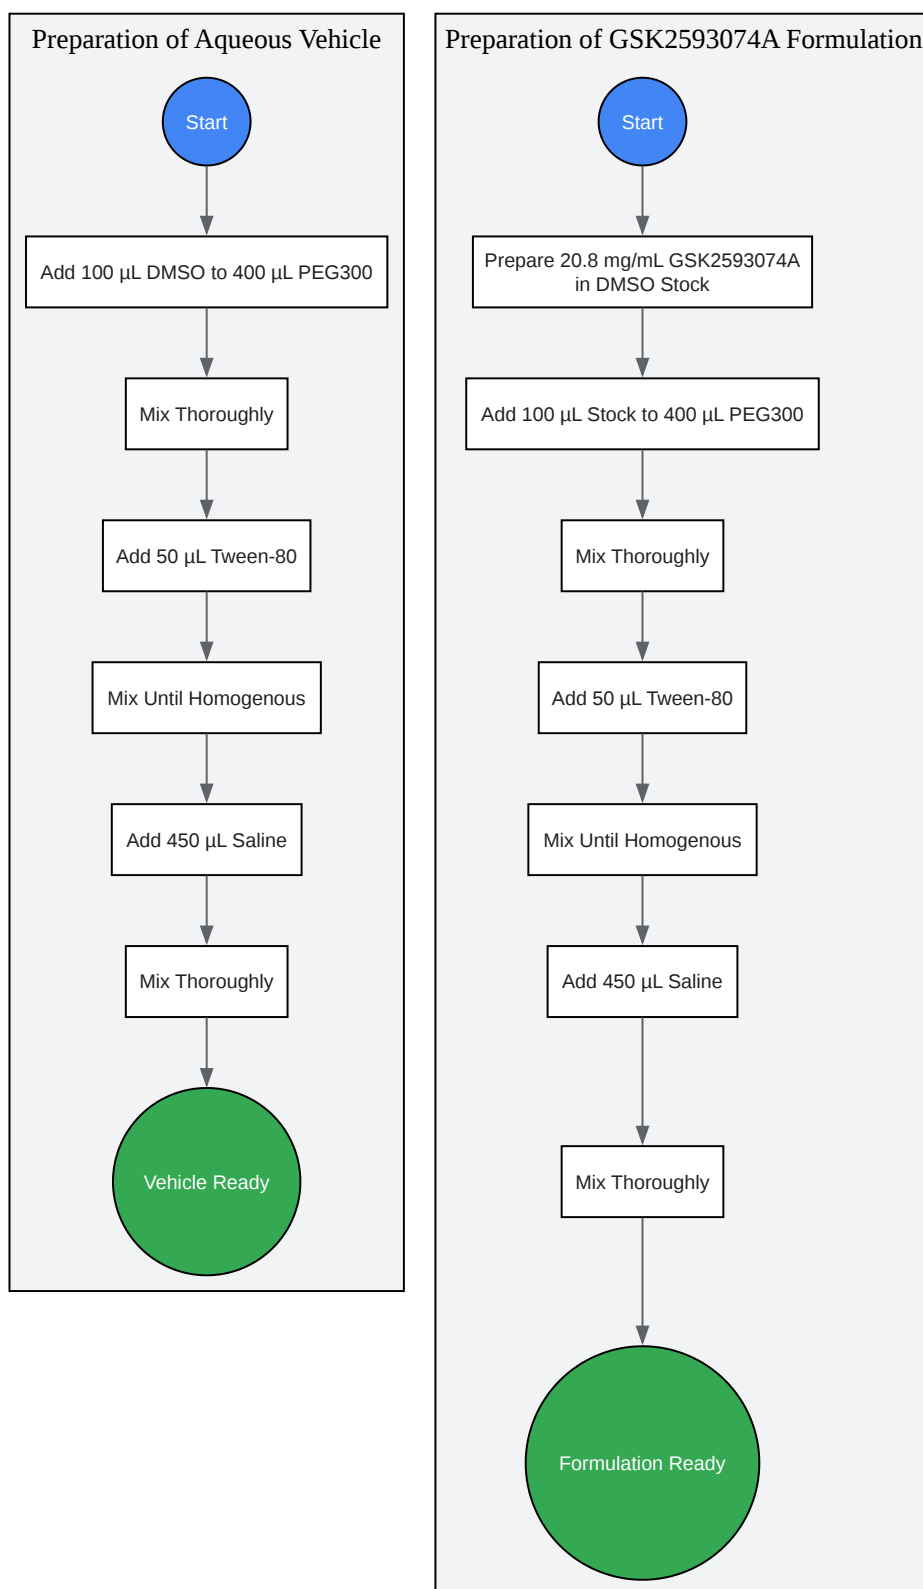 Preparation of Aqueous Vehicle
Start
Add 100 µL DMSO to 400 µL PEG300
Mix Thoroughly
Add 50 µL Tween-80
Mix Until Homogenous
Add 450 µL Saline
Mix Thoroughly
Vehicle Ready
Preparation of GSK2593074A Formulation
Start
Prepare 20.8 mg/mL GSK2593074A
in DMSO Stock
Add 100 µL Stock to 400 µL PEG300
Mix Thoroughly
Add 50 µL Tween-80
Mix Until Homogenous
Add 450 µL Saline
Mix Thoroughly
Formulation Ready